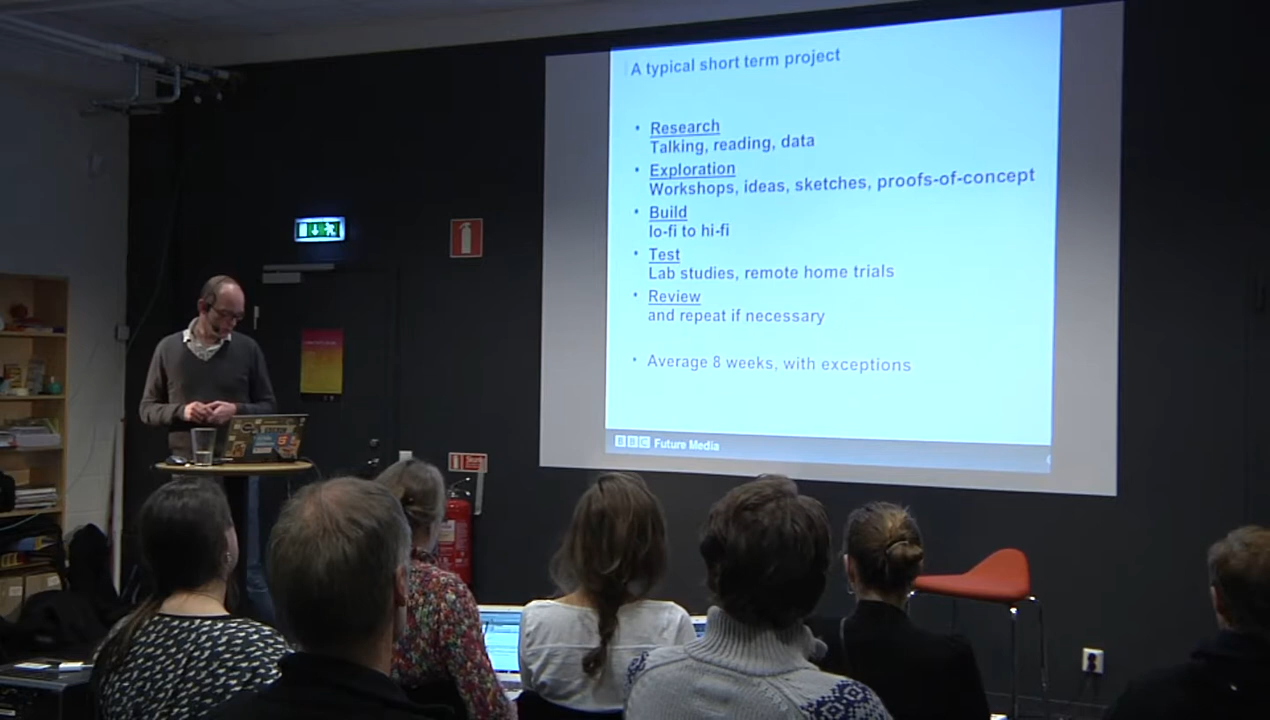 A typical short term project
Research
Talking, reading, data
Exploration
Workshops, ideas, sketches, proofs-of-concept
Build
lo-fi to hi-fi
Test
Lab studies, remote home trials
Review
and repeat if necessary
Average 8 weeks, with exceptions
BBC Future Media